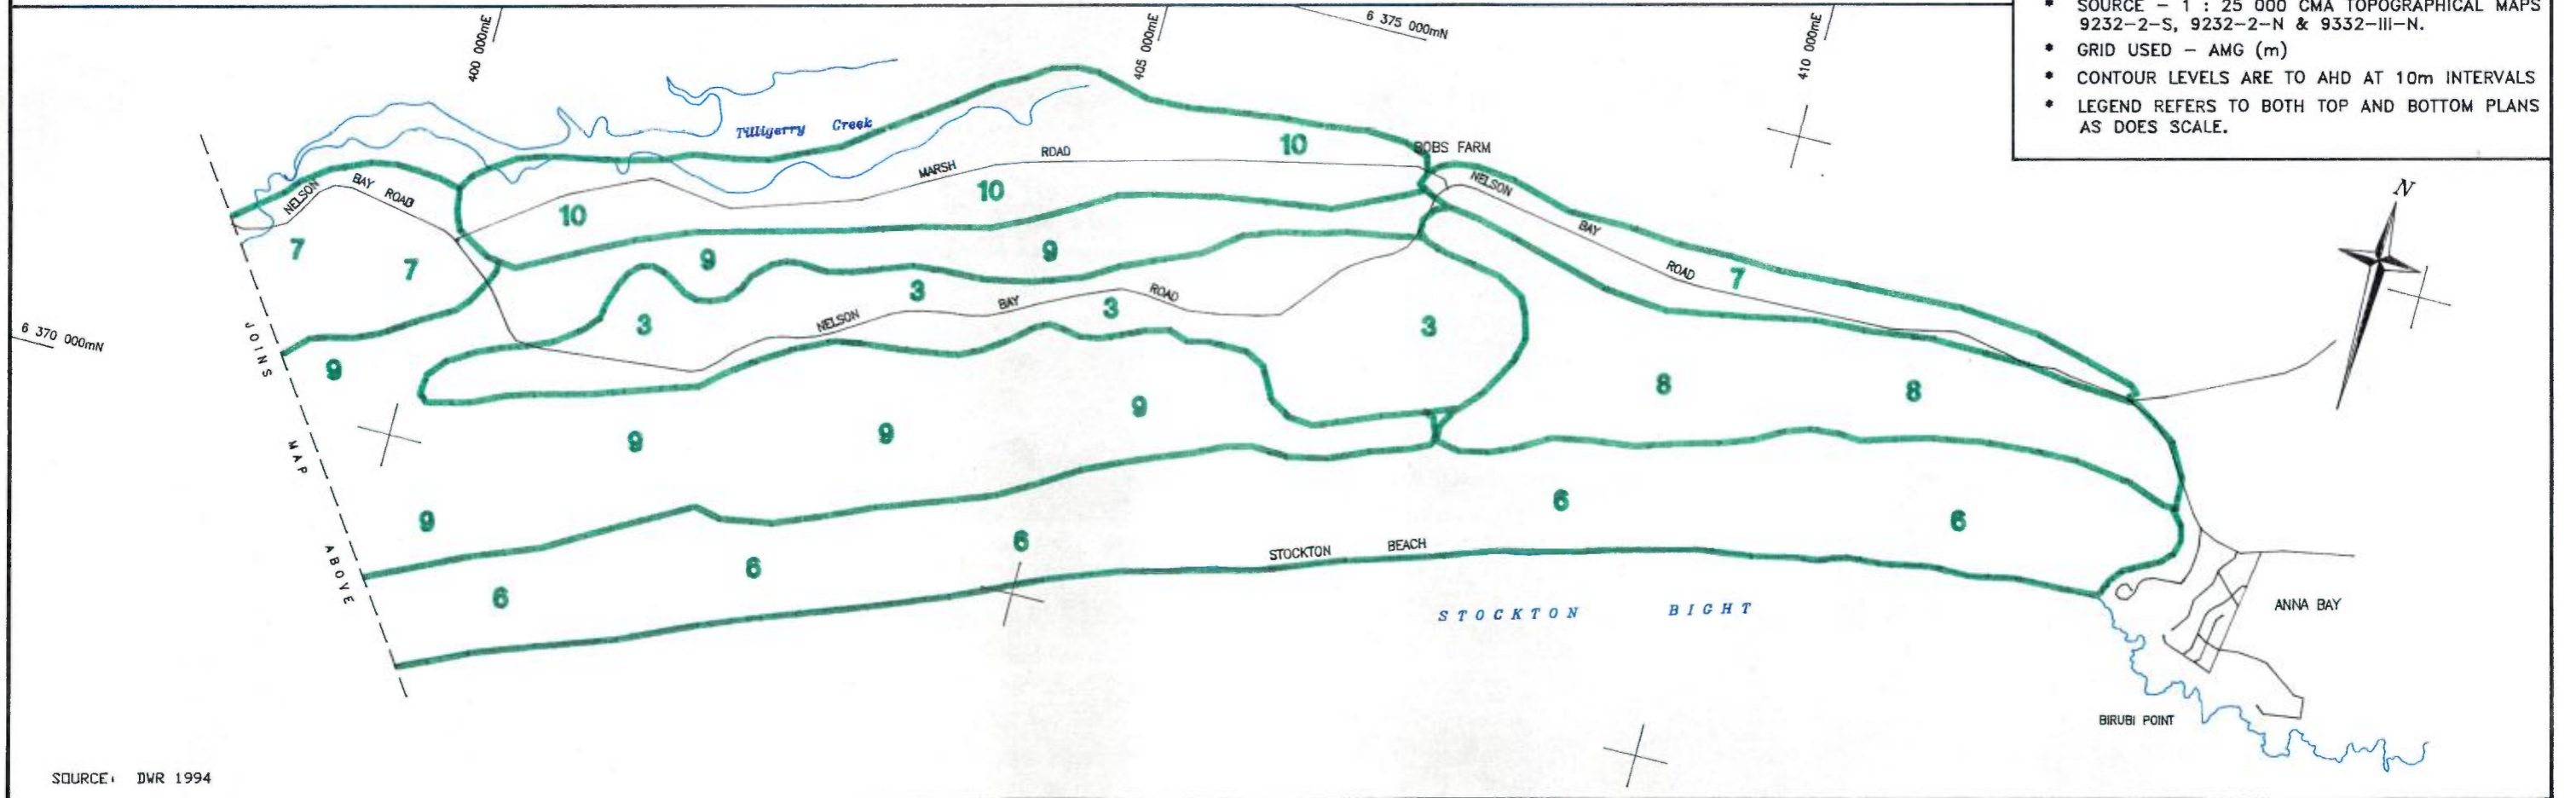 * SOURCE - 1 : 25 000 CMA TOPOGRAPHICAL MAPS
9232-2-S, 9232-2-N & 9332-III-N.
* GRID USED - AMG (m)
* CONTOUR LEVELS ARE TO AHD AT 10m INTERVALS
* LEGEND REFERS TO BOTH TOP AND BOTTOM PLANS
AS DOES SCALE.
400 000mE
405 000mE
6 375 000mN
410 000mE
Tilligerry Creek
10
BOBS FARM
MARSH ROAD
NELSON BAY ROAD
10
10
NELSON BAY ROAD
N
7
7
9
9
7
3
3
3
3
NELSON BAY ROAD
6 370 000mN
JOINS MAP ABOVE
9
8
8
9
9
9
9
6
6
6
6
6
STOCKTON BEACH
STOCKTON BIGHT
ANNA BAY
BIRUBI POINT
SOURCE: DWR 1994